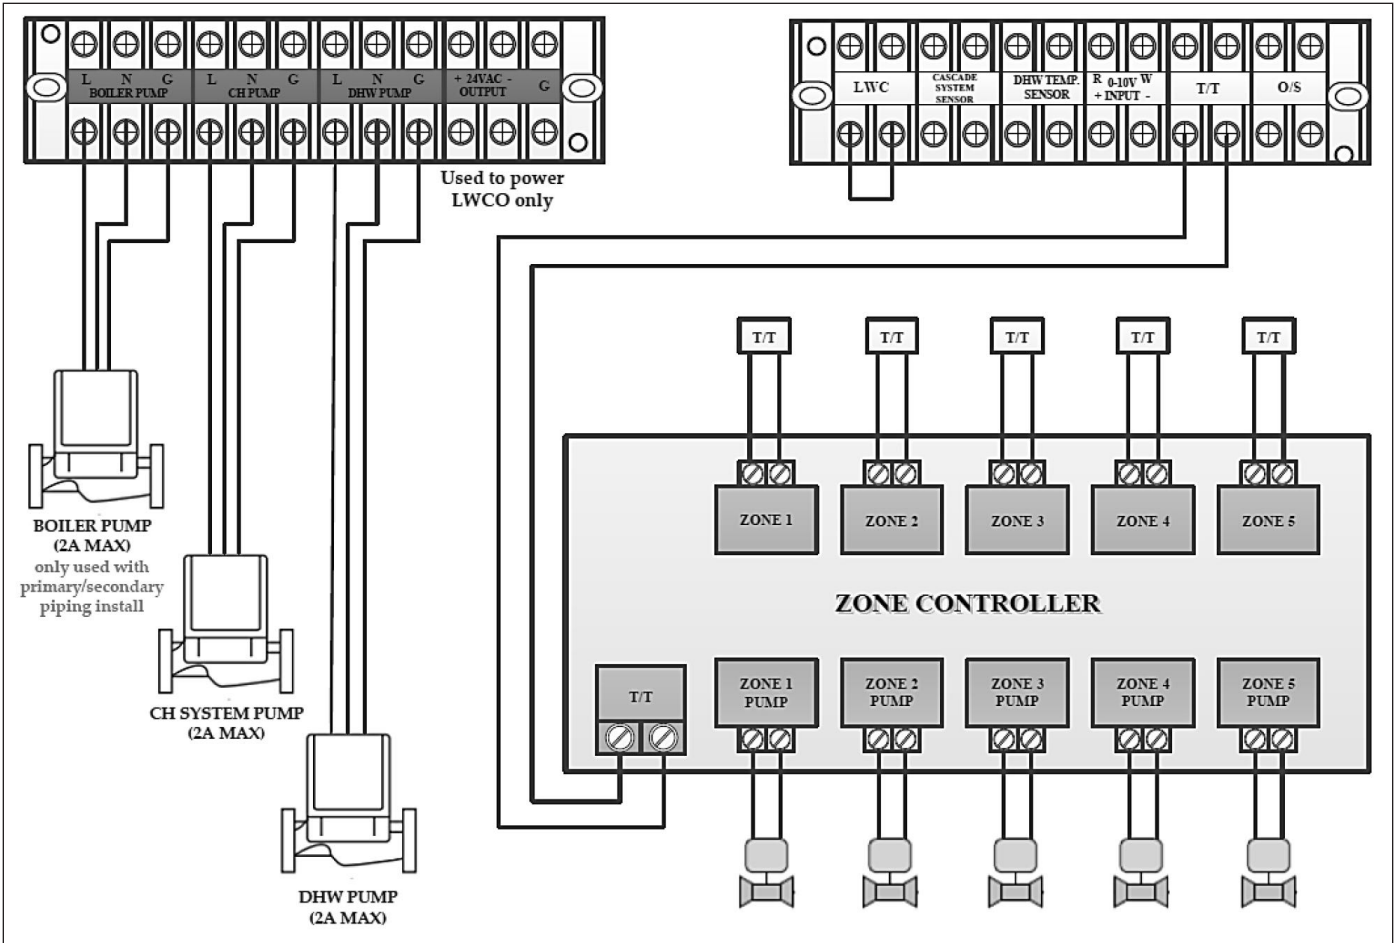 L N G L N G L N G + 24VAC -
BOILER PUMP CH PUMP DHW PUMP OUTPUT G
Used to power
LWCO only
LWC
CASCADE
SYSTEM
SENSOR
DHW TEMP.
SENSOR
R 0-10V W
+ INPUT -
T/T
O/S
T/T T/T T/T T/T T/T
ZONE 1 ZONE 2 ZONE 3 ZONE 4 ZONE 5
ZONE CONTROLLER
T/T
ZONE 1
PUMP
ZONE 2
PUMP
ZONE 3
PUMP
ZONE 4
PUMP
ZONE 5
PUMP
BOILER PUMP
(2A MAX)
only used with
primary/secondary
piping install
CH SYSTEM PUMP
(2A MAX)
DHW PUMP
(2A MAX)